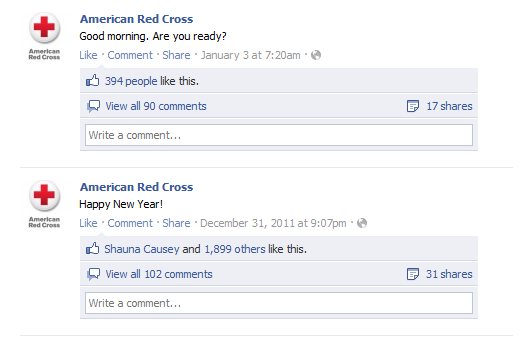 American Red Cross
Good morning. Are you ready?
Like · Comment · Share · January 3 at 7:20am ·
American
Red Cross
394 people like this.
View all 90 comments 17 shares
Write a comment...
American Red Cross
Happy New Year!
Like · Comment · Share · December 31, 2011 at 9:07pm ·
American
Red Cross
Shauna Causey and 1,899 others like this.
View all 102 comments 31 shares
Write a comment...